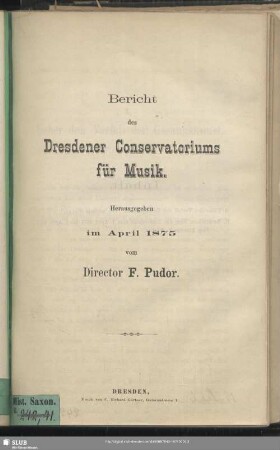 Bericht
des
Dresdener Conservatoriums
für Musik.
Herausgegeben
im April 1875
vom
Director F. Pudor.
DRESDEN,
Hist. Saxon.
SLUB